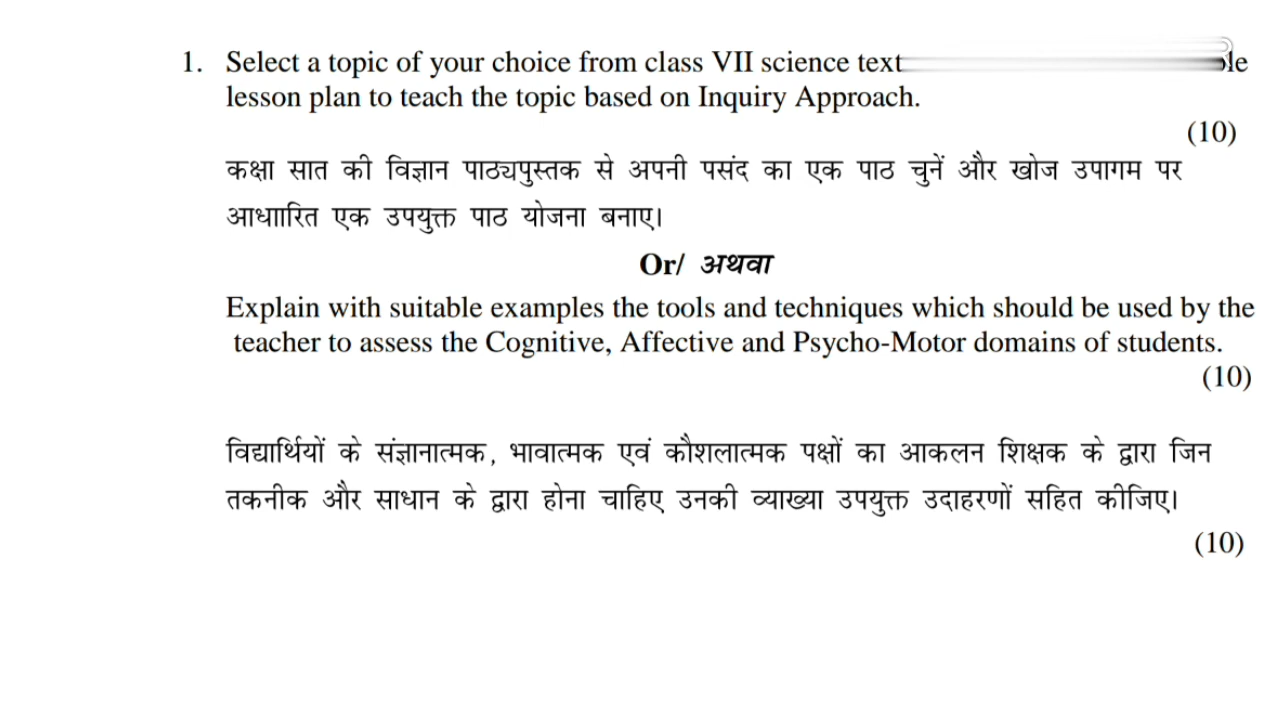 1. Select a topic of your choice from class VII science text
lesson plan to teach the topic based on Inquiry Approach.
(10)
कक्षा सात की विज्ञान पाठ्यपुस्तक से अपनी पसंद का एक पाठ चुनें और खोज उपागम पर
आधाारित एक उपयुक्त पाठ योजना बनाए।
Or/ अथवा
Explain with suitable examples the tools and techniques which should be used by the
teacher to assess the Cognitive, Affective and Psycho-Motor domains of students.
(10)
विद्यार्थियों के संज्ञानात्मक, भावात्मक एवं कौशलात्मक पक्षों का आकलन शिक्षक के द्वारा जिन
तकनीक और साधान के द्वारा होना चाहिए उनकी व्याख्या उपयुक्त उदाहरणों सहित कीजिए।
(10)